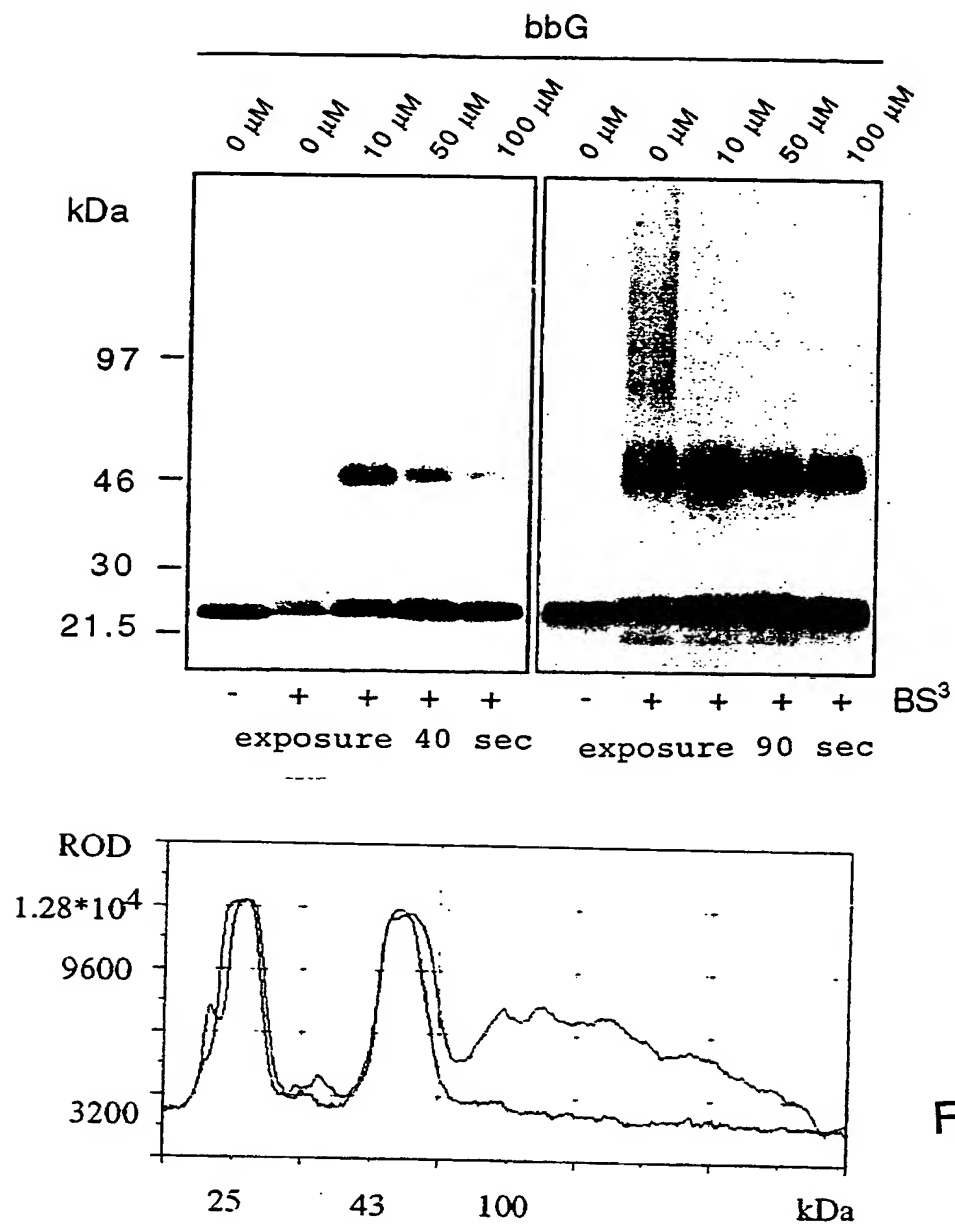 bbG
0 µM 0 µM 10 µM 50 µM 100 µM 0 µM 0 µM 10 µM 50 µM 100 µM
kDa
97
46
30
21.5
- + + + + - + + + + BS³
exposure 40 sec exposure 90 sec
ROD
1.28*10⁴
9600
3200
F
25 43 100 kDa